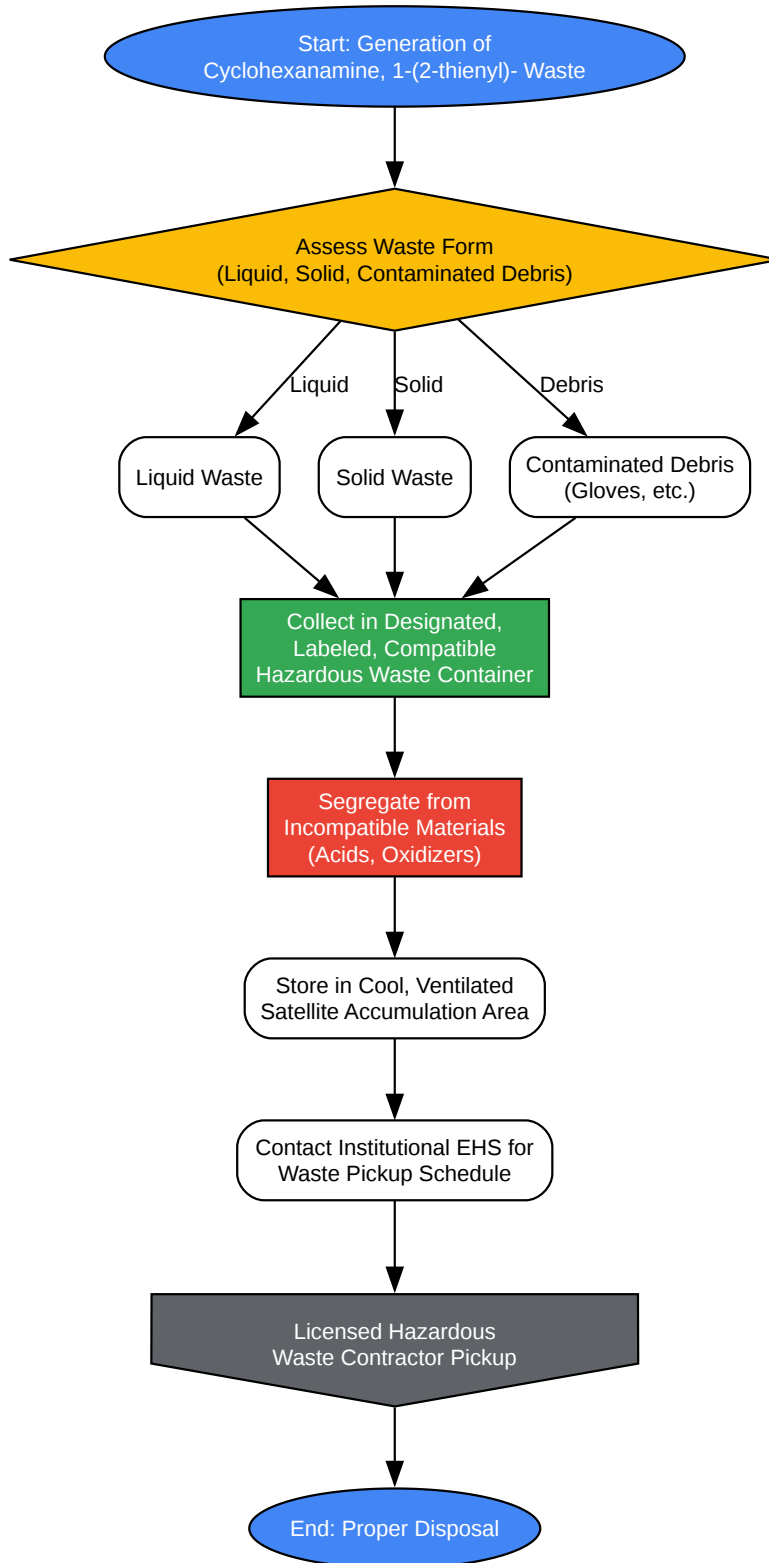 Start: Generation of
Cyclohexanamine, 1-(2-thienyl)- Waste
Assess Waste Form
(Liquid, Solid, Contaminated Debris)
Liquid
Solid
Debris
Liquid Waste
Solid Waste
Contaminated Debris
(Gloves, etc.)
Collect in Designated,
Labeled, Compatible
Hazardous Waste Container
Segregate from
Incompatible Materials
(Acids, Oxidizers)
Store in Cool, Ventilated
Satellite Accumulation Area
Contact Institutional EHS for
Waste Pickup Schedule
Licensed Hazardous
Waste Contractor Pickup
End: Proper Disposal